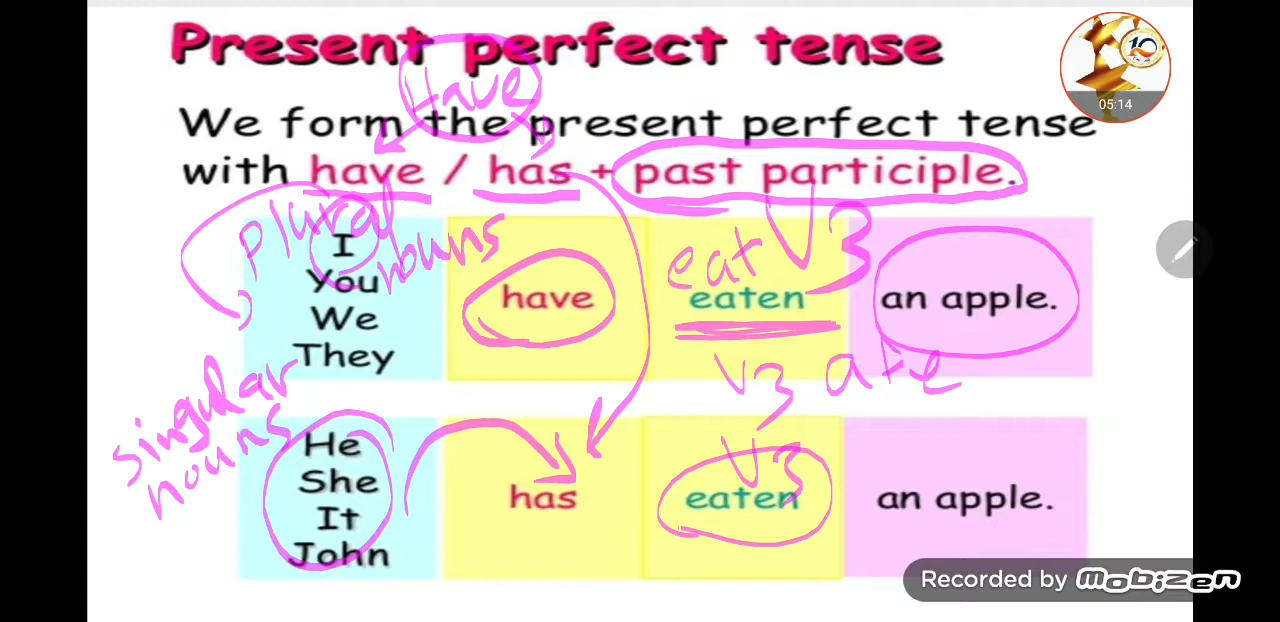 Present perfect tense
Have
10
05:14
We form the present perfect tense
with have / has + past participle.
plural
nouns
I
You
We
They
have
eat V3
eaten
an apple.
V3 ate
singular
nouns
He
She
It
John
has
V3
eaten
an apple.
Recorded by Mobizen